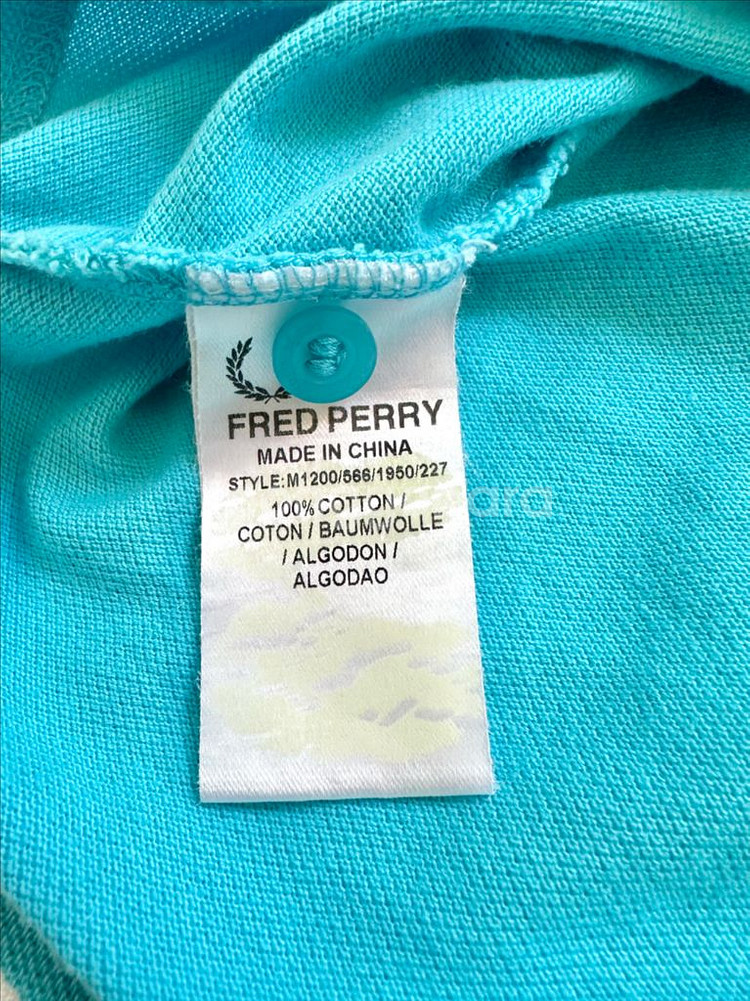 FRED PERRY
MADE IN CHINA
STYLE:M1200/566/1950/227
100% COTTON /
COTON / BAUMWOLLE
/ ALGODON /
ALGODAO